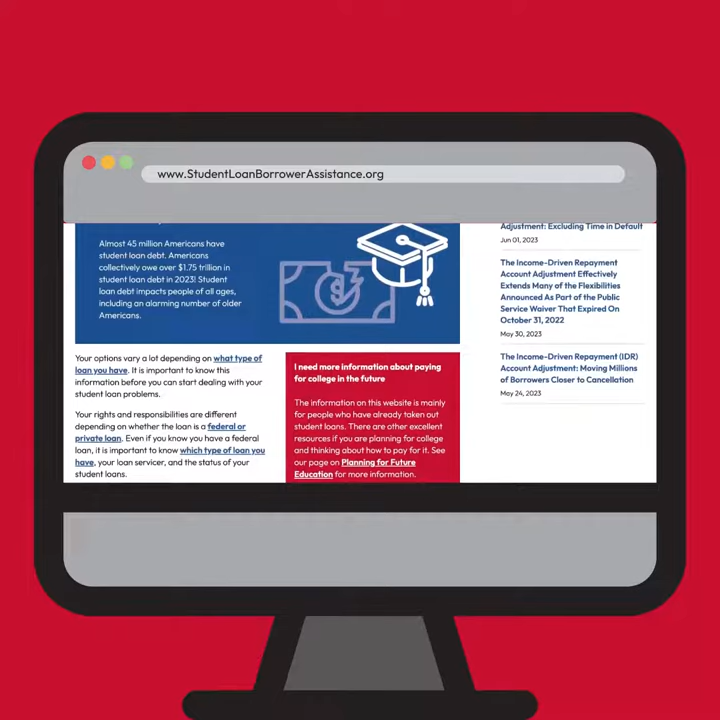 www.StudentLoanBorrowerAssistance.org
Almost 45 million Americans have
student loan debt. Americans
collectively owe over $1.75 trillion in
student loan debt in 2023! Student
loan debt impacts people of all ages,
including an alarming number of older
Americans.
Your options vary a lot depending on what type of
loan you have. It is important to know this
information before you can start dealing with your
student loan problems.
Your rights and responsibilities are different
depending on whether the loan is a federal or
private loan. Even if you know you have a federal
loan, it is important to know which type of loan you
have, your loan servicer, and the status of your
student loans.
I need more information about paying
for college in the future
The information on this website is mainly
for people who have already taken out
student loans. There are other excellent
resources if you are planning for college
and thinking about how to pay for it. See
our page on Planning for Future
Education for more information.
Adjustment: Excluding Time in Default
Jun 01, 2023
The Income-Driven Repayment
Account Adjustment Effectively
Extends Many of the Flexibilities
Announced As Part of the Public
Service Waiver That Expired On
October 31, 2022
May 30, 2023
The Income-Driven Repayment (IDR)
Account Adjustment: Moving Millions
of Borrowers Closer to Cancellation
May 24, 2023